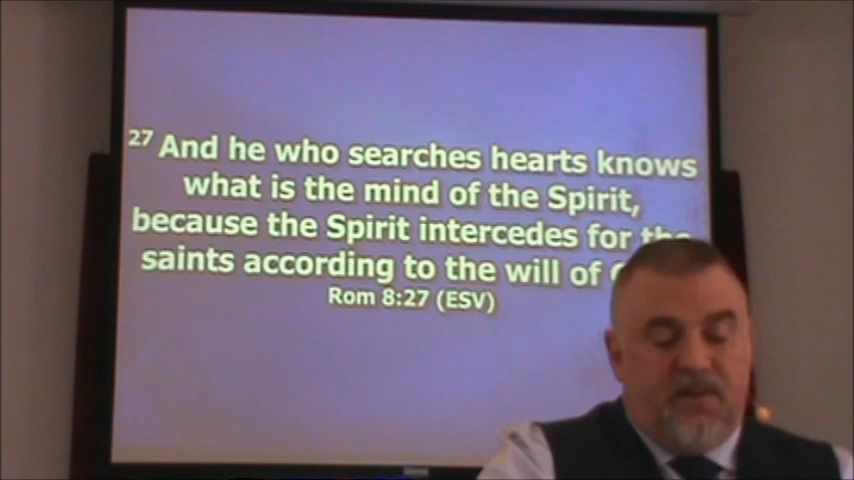 27 And he who searches hearts knows
what is the mind of the Spirit,
because the Spirit intercedes for the
saints according to the will of
Rom 8:27 (ESV)